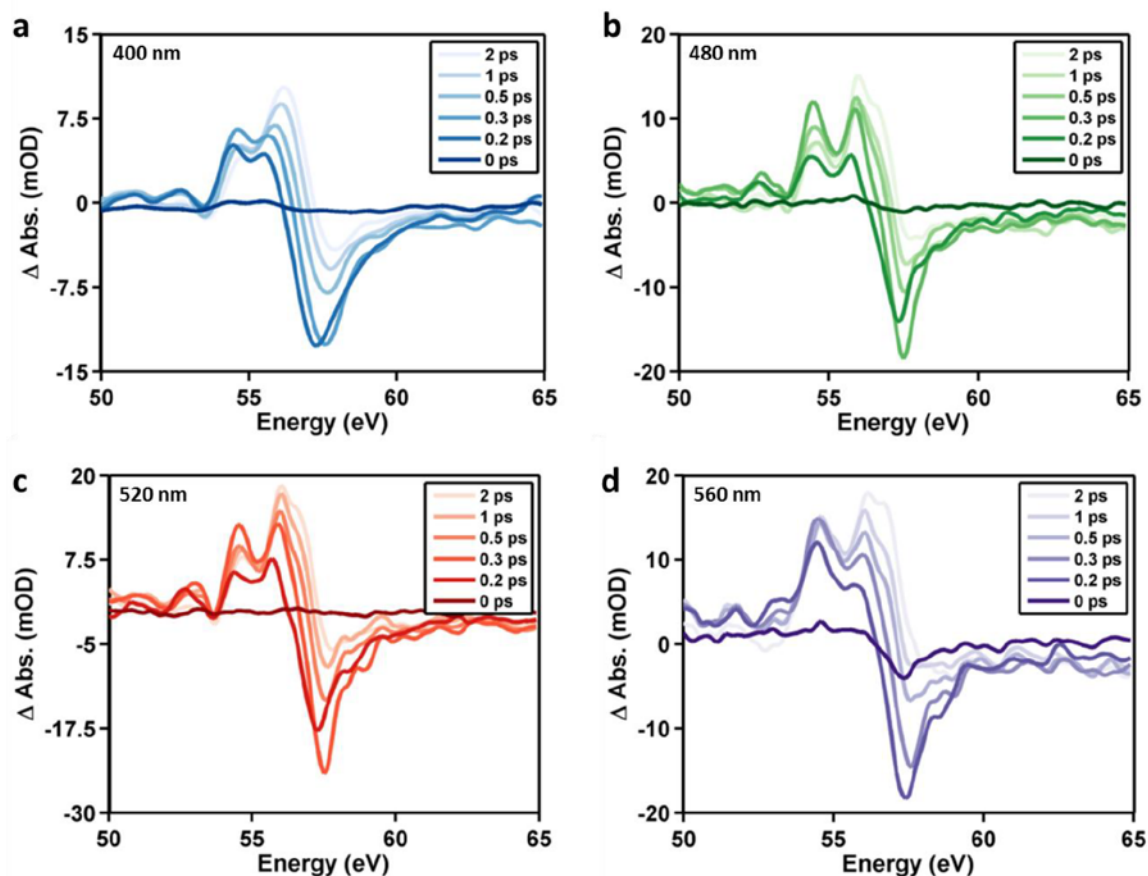 a
400 nm
2 ps
1 ps
0.5 ps
0.3 ps
0.2 ps
0 ps
15
7.5
0
-7.5
-15
Δ Abs. (mOD)
50 55 60 65
Energy (eV)
b
480 nm
2 ps
1 ps
0.5 ps
0.3 ps
0.2 ps
0 ps
20
10
0
-10
-20
Δ Abs. (mOD)
50 55 60 65
Energy (eV)
c
520 nm
2 ps
1 ps
0.5 ps
0.3 ps
0.2 ps
0 ps
20
7.5
-5
-17.5
-30
Δ Abs. (mOD)
50 55 60 65
Energy (eV)
d
560 nm
2 ps
1 ps
0.5 ps
0.3 ps
0.2 ps
0 ps
20
10
0
-10
-20
Δ Abs. (mOD)
50 55 60 65
Energy (eV)